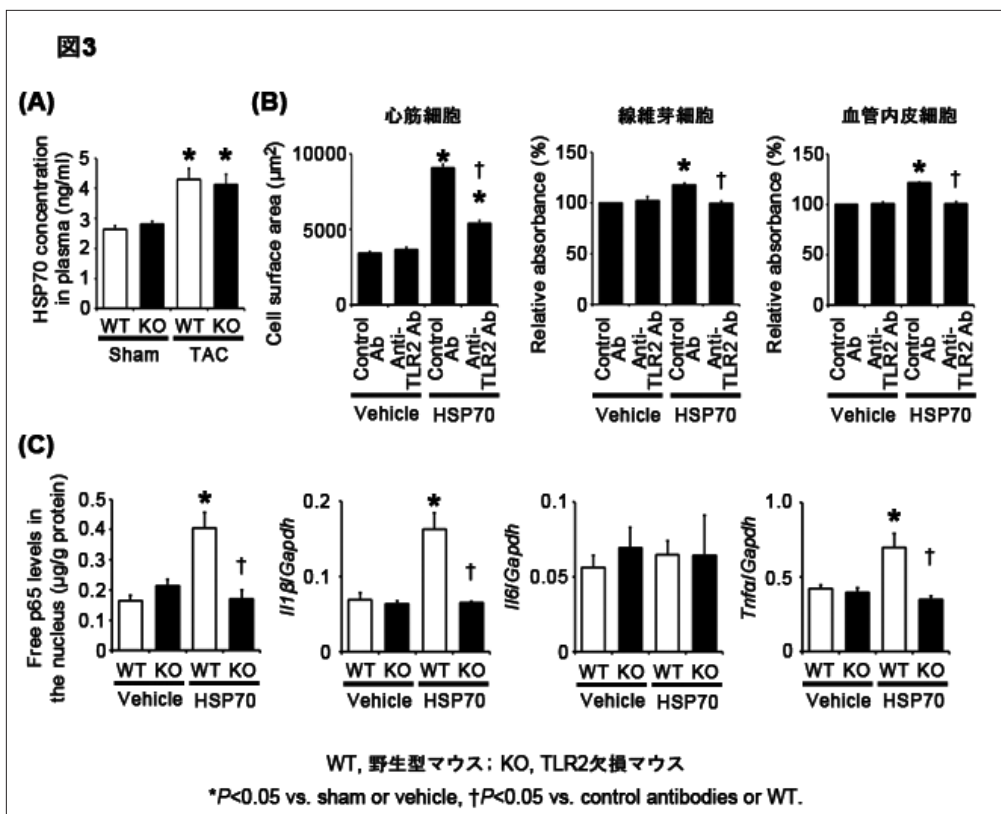 図3
(A)
HSP70 concentration
in plasma (ng/ml)
5
4
3
2
1
0
* *
WT KO WT KO
Sham TAC
(B)
心筋細胞
Cell surface area (µm²)
10000
5000
0
*
†
*
Control Ab
Anti-TLR2 Ab
Control Ab
Anti-TLR2 Ab
Vehicle HSP70
線維芽細胞
Relative absorbance (%)
150
100
50
0
* †
Control Ab
Anti-TLR2 Ab
Control Ab
Anti-TLR2 Ab
Vehicle HSP70
血管内皮細胞
Relative absorbance (%)
150
100
50
0
* †
Control Ab
Anti-TLR2 Ab
Control Ab
Anti-TLR2 Ab
Vehicle HSP70
(C)
Free p65 levels in
the nucleus (µg/g protein)
0.5
0.4
0.3
0.2
0.1
0
* †
WT KO WT KO
Vehicle HSP70
Il1β/Gapdh
0.2
0.1
0
* †
WT KO WT KO
Vehicle HSP70
Il6/Gapdh
0.1
0.05
0
WT KO WT KO
Vehicle HSP70
Tnfα/Gapdh
1.0
0.5
0
* †
WT KO WT KO
Vehicle HSP70
WT, 野生型マウス; KO, TLR2欠損マウス
*P<0.05 vs. sham or vehicle, †P<0.05 vs. control antibodies or WT.